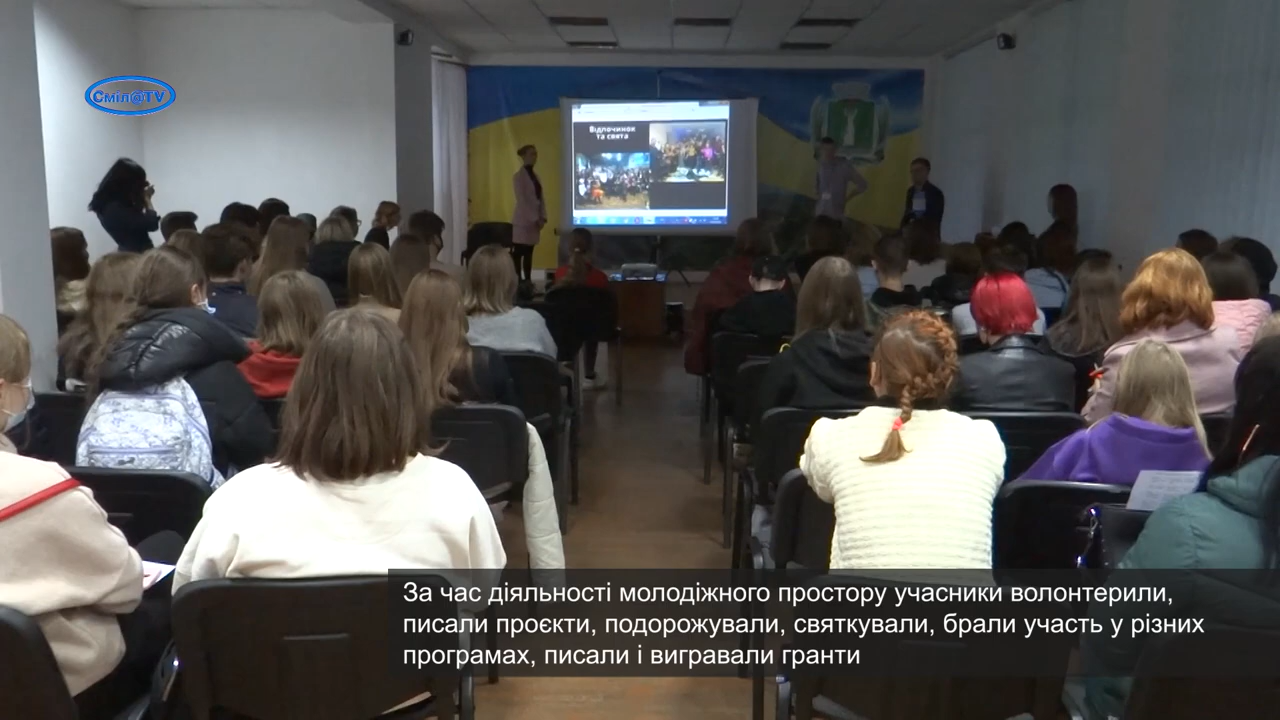 Сміл@TV
Відпочинок
та свята
За час діяльності молодіжного простору учасники волонтерили,
писали проєкти, подорожували, святкували, брали участь у різних
програмах, писали і вигравали гранти